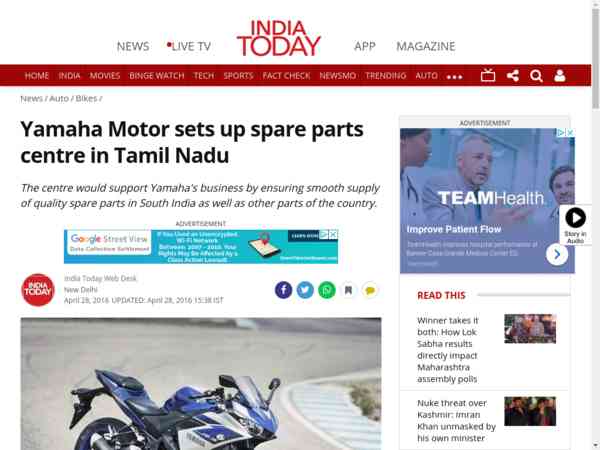 NEWS
LIVE TV
INDIA
TODAY
APP
MAGAZINE
HOME INDIA MOVIES BINGE WATCH TECH SPORTS FACT CHECK NEWSMO TRENDING AUTO
News / Auto / Bikes /
Yamaha Motor sets up spare parts
centre in Tamil Nadu
The centre would support Yamaha's business by ensuring smooth supply
of quality spare parts in South India as well as other parts of the country.
ADVERTISEMENT
Google Street View
Data Collection Settlement
If You Used an Unencrypted
Wi-Fi Network
Between 2007 - 2010, Your
Rights May Be Affected by a
Class Action Lawsuit
LEARN MORE
INDIA
TODAY
India Today Web Desk
New Delhi
April 28, 2016 UPDATED: April 28, 2016 15:38 IST
YAMAHA
ADVERTISEMENT
TEAMHealth.
Improve Patient Flow
TeamHealth improves hospital performance at
Banner Casa Grande Medical Center ED.
Story in
Audio
READ THIS
Winner takes it
both: How Lok
Sabha results
directly impact
Maharashtra
assembly polls
Nuke threat over
Kashmir: Imran
Khan unmasked by
his own minister